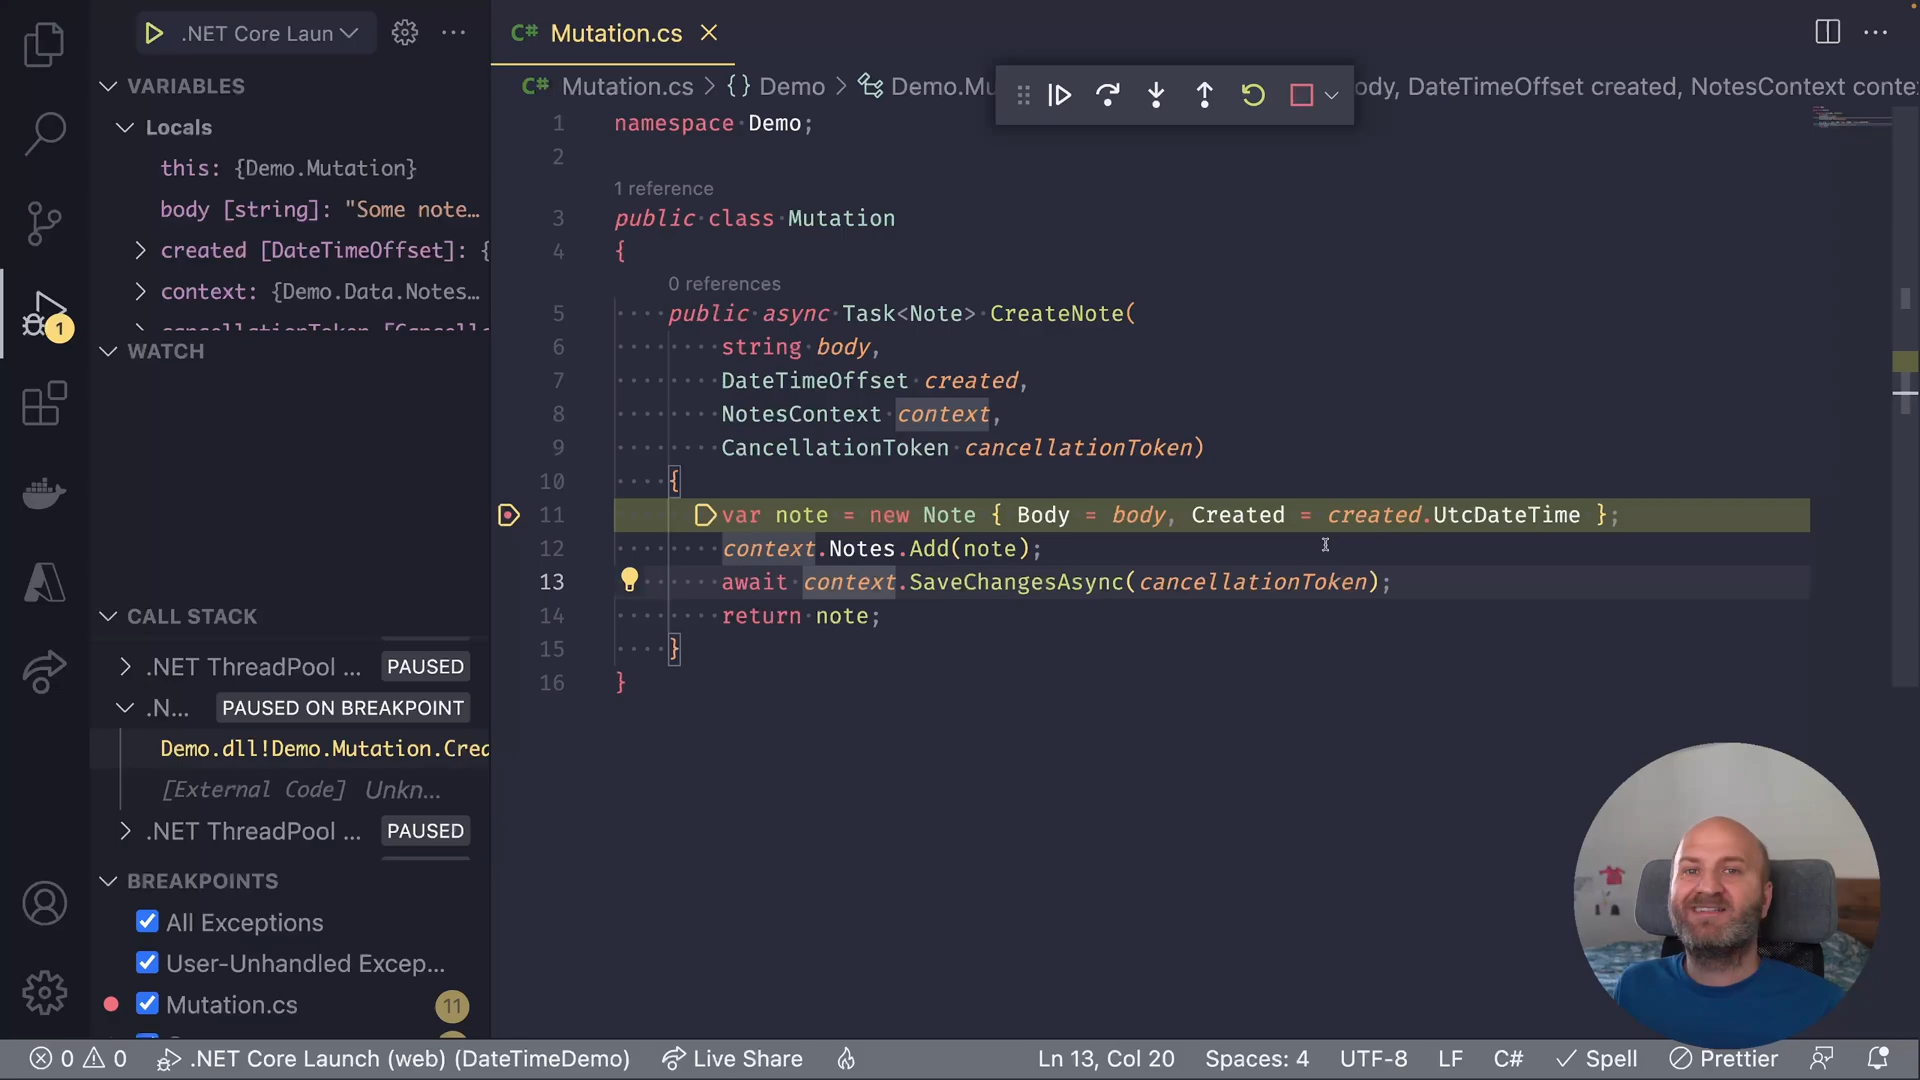 .NET Core Laun
VARIABLES
Locals
this: {Demo.Mutation}
body [string]: "Some note…
created [DateTimeOffset]: {
context: {Demo.Data.Notes…
WATCH
CALL STACK
.NET ThreadPool ... PAUSED
.N... PAUSED ON BREAKPOINT
Demo.dll!Demo.Mutation.Crea
[External Code] Unkn...
.NET ThreadPool ... PAUSED
BREAKPOINTS
All Exceptions
User-Unhandled Excep...
Mutation.cs 11
1
C# Mutation.cs
C# Mutation.cs > {} Demo > Demo.Mu
ody, DateTimeOffset created, NotesContext conte
1 namespace Demo;
2
1 reference
3 public class Mutation
4 {
0 references
5 public async Task<Note> CreateNote(
6 string body,
7 DateTimeOffset created,
8 NotesContext context,
9 CancellationToken cancellationToken)
10 {
11 var note = new Note { Body = body, Created = created.UtcDateTime };
12 context.Notes.Add(note);
13 await context.SaveChangesAsync(cancellationToken);
14 return note;
15 }
16 }
0 0 .NET Core Launch (web) (DateTimeDemo) Live Share Ln 13, Col 20 Spaces: 4 UTF-8 LF C# Spell Prettier